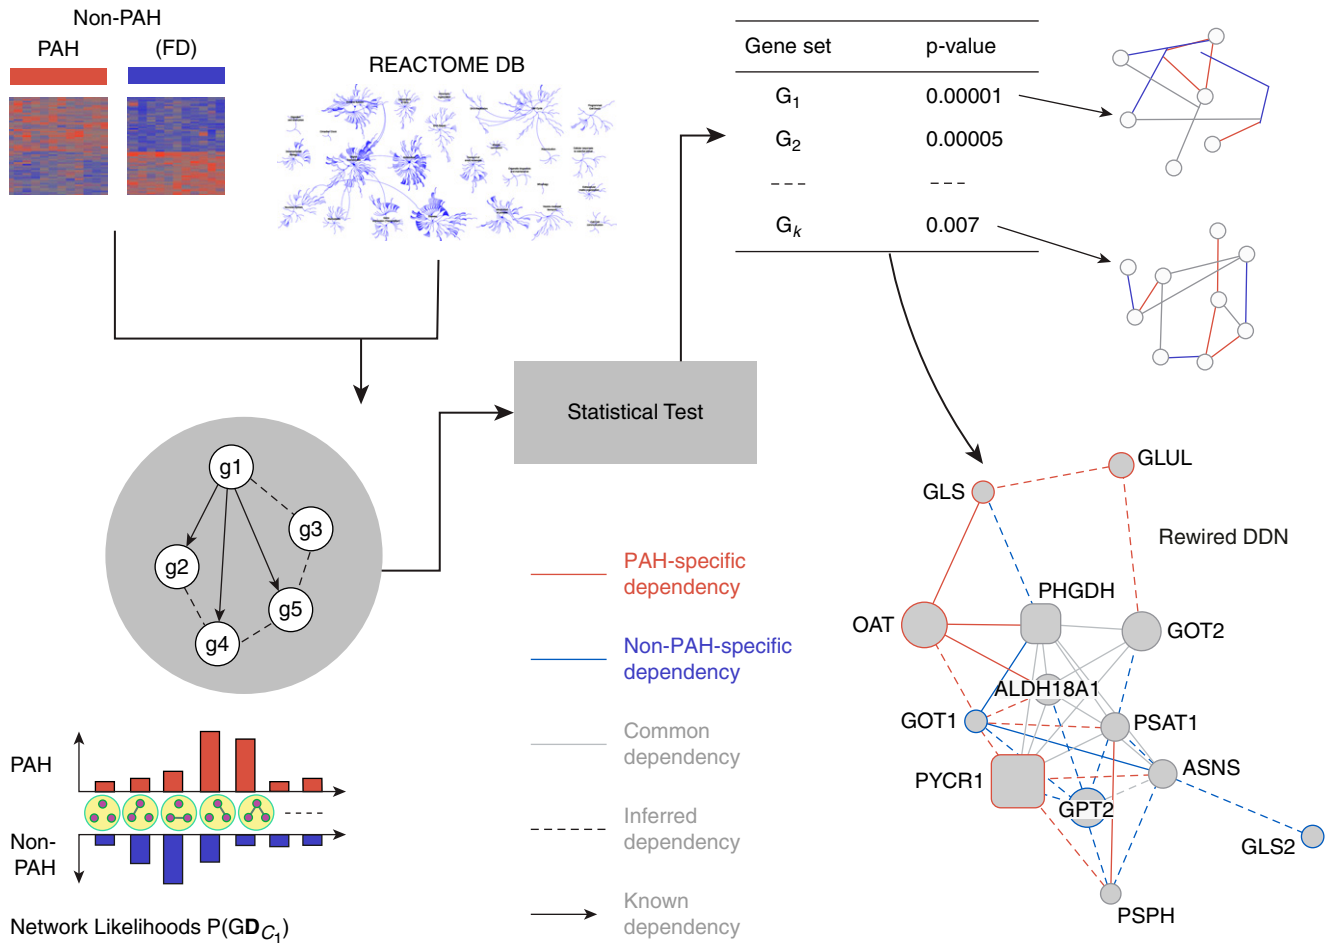 Non-PAH
PAH (FD)
REACTOME DB
Gene set p-value
G1 0.00001
G2 0.00005
Gk 0.007
Statistical Test
g1
g3
g2
g5
g4
PAH-specific
dependency
Non-PAH-specific
dependency
Common
dependency
Inferred
dependency
Known
dependency
GLUL
GLS
Rewired DDN
PHGDH
OAT
GOT2
ALDH18A1
GOT1
PSAT1
PYCR1
ASNS
GPT2
GLS2
PSPH
PAH
Non-
PAH
Network Likelihoods P(GDC1)